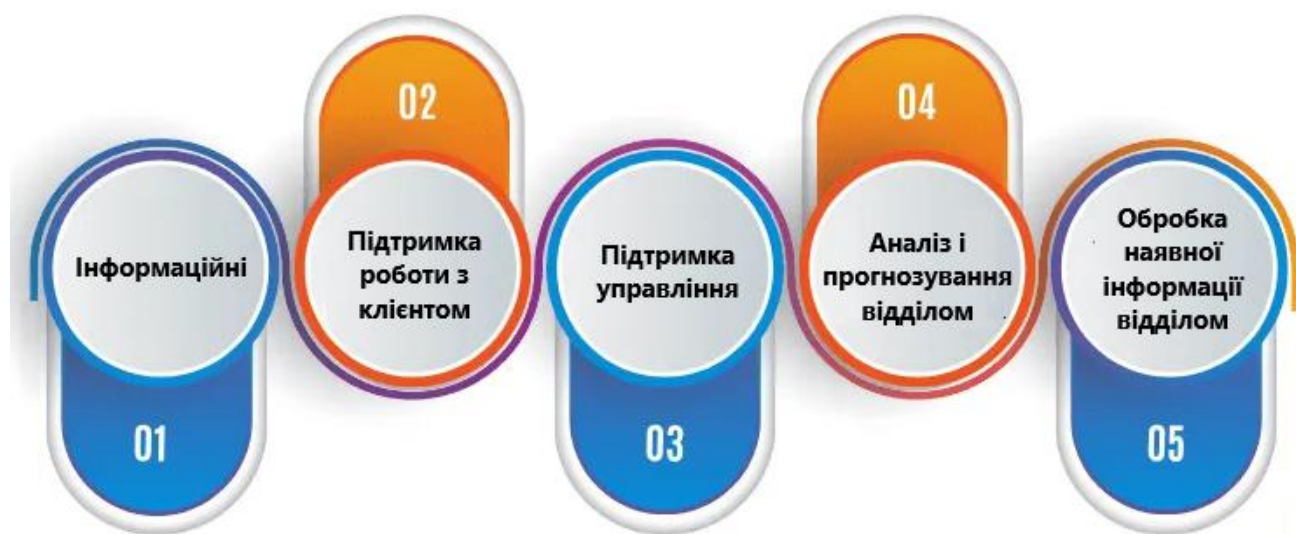 01
Інформаційні
02
Підтримка
роботи з
клієнтом
03
Підтримка
управління
04
Аналіз і
прогнозування
відділом
05
Обробка
наявної
інформації
відділом